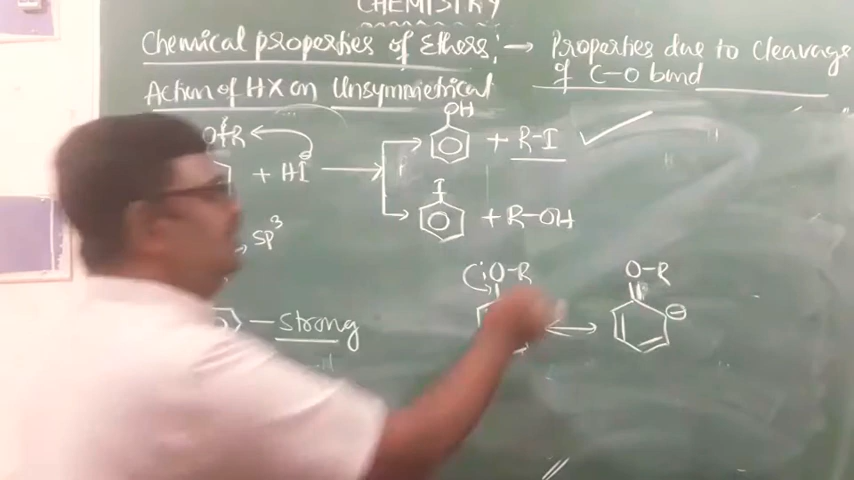 CHEMISTRY
Chemical properties of Ethers: → Properties due to cleavage
of C-O bond
Action of HX on Unsymmetrical
OH
O R
+ HI → + R-I ✓
I
+ R-OH
sp³
:O-R ↔ O-R
⊖
— strong